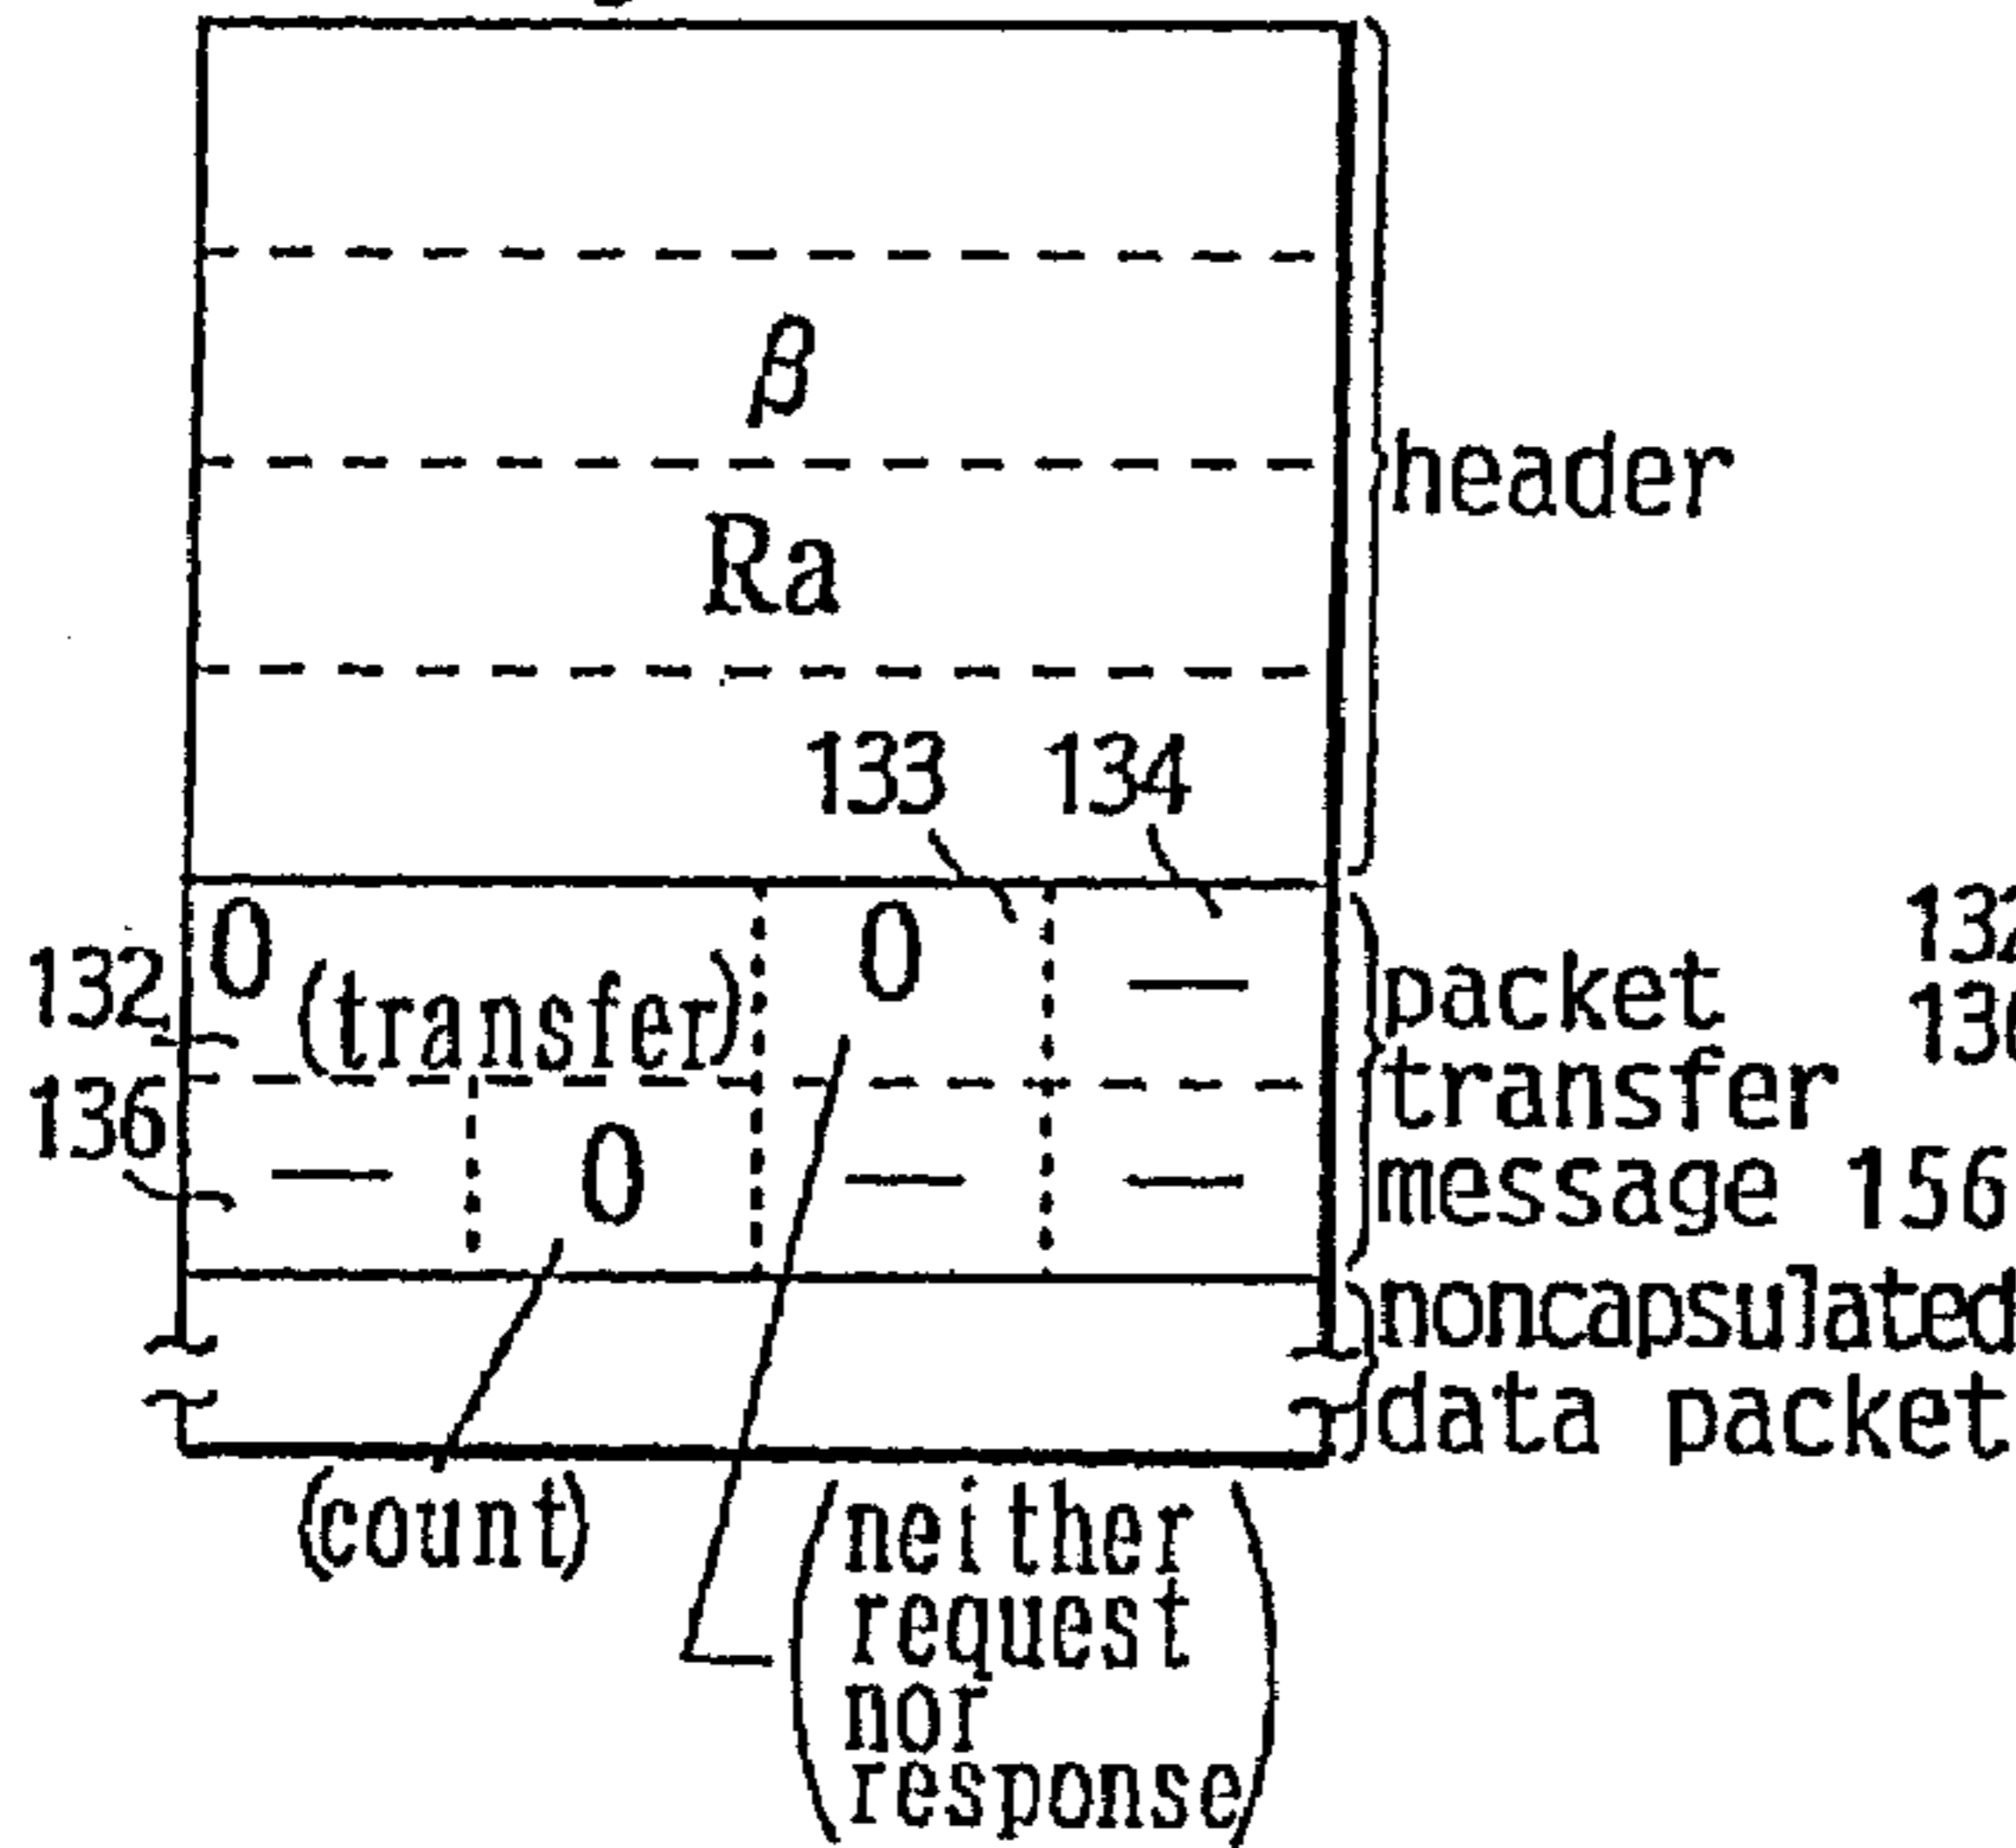 β
header
Ra
133 134
0 0
132 (transfer) — packet
136 transfer
— 0 — — message 156
noncapsulated
data packet
(count)
(neither
request
nor
response)